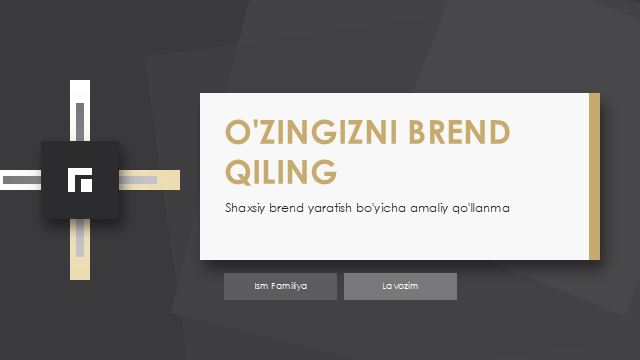 O'ZINGIZNI BREND
QILING
Shaxsiy brend yaratish bo'yicha amaliy qo'llanma
Ism Familiya
Lavozim